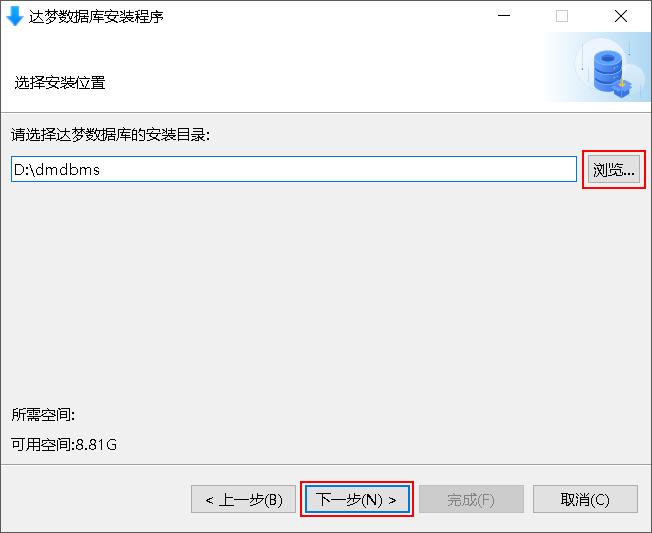 达梦数据库安装程序
选择安装位置
请选择达梦数据库的安装目录:
D:\dmdbms
浏览...
所需空间:
可用空间:8.81G
< 上一步(B)
下一步(N) >
完成(F)
取消(C)